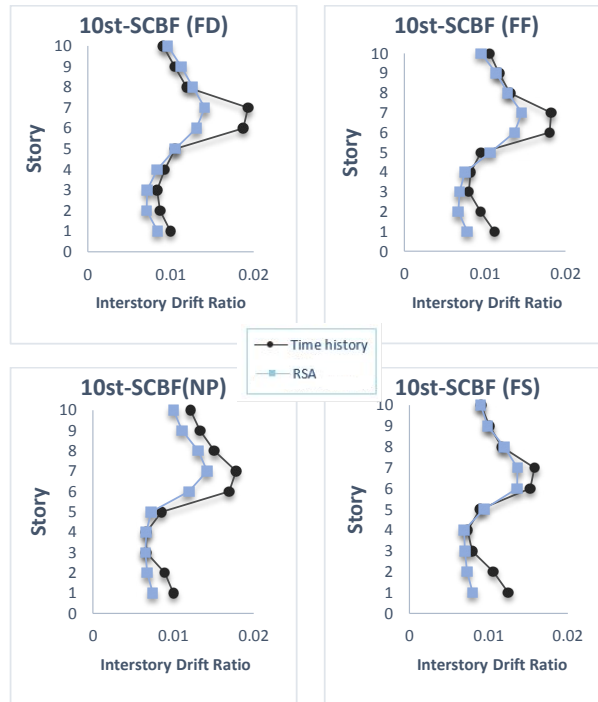 10st-SCBF (FD)
10
9
8
7
6
5
4
3
2
1
0
Story
0 0.01 0.02
Interstory Drift Ratio
10st-SCBF (FF)
10
9
8
7
6
5
4
3
2
1
0
Story
0 0.01 0.02
Interstory Drift Ratio
Time history
RSA
10st-SCBF(NP)
10
9
8
7
6
5
4
3
2
1
0
Story
0 0.01 0.02
Interstory Drift Ratio
10st-SCBF (FS)
10
9
8
7
6
5
4
3
2
1
0
Story
0 0.01 0.02
Interstory Drift Ratio